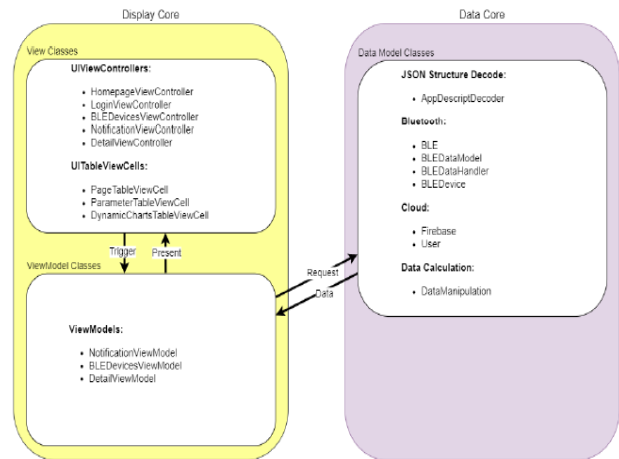 Display Core
Data Core
View Classes
UIViewControllers:
• HomepageViewController
• LoginViewController
• BLEDevicesViewController
• NotificationViewController
• DetailViewController
UITableViewCells:
• PageTableViewCell
• ParameterTableViewCell
• DynamicChartsTableViewCell
Trigger
Present
ViewModel Classes
ViewModels:
• NotificationViewModel
• BLEDevicesViewModel
• DetailViewModel
Request
Data
Data Model Classes
JSON Structure Decode:
• AppDescriptDecoder
Bluetooth:
• BLE
• BLEDataModel
• BLEDataHandler
• BLEDevice
Cloud:
• Firebase
• User
Data Calculation:
• DataManipulation